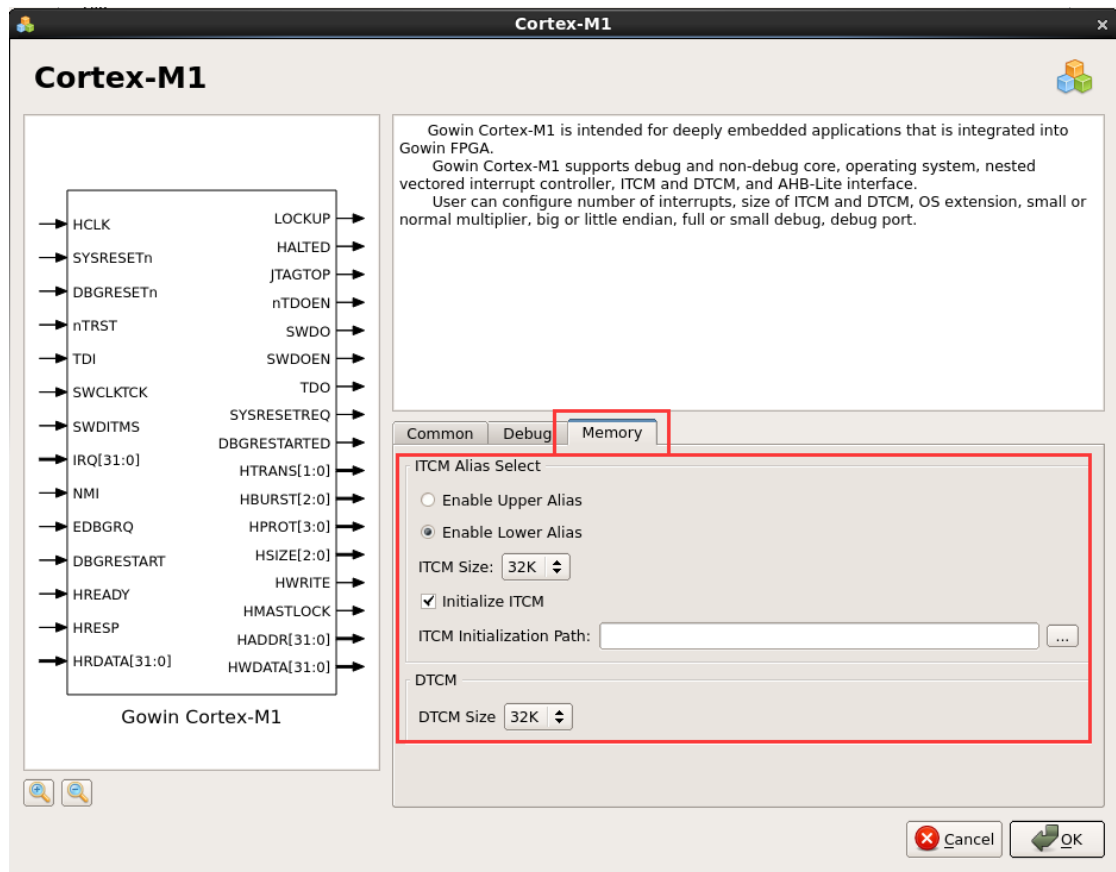 Cortex-M1
Cortex-M1
HCLK
SYSRESETn
DBGRESETn
nTRST
TDI
SWCLKTCK
SWDITMS
IRQ[31:0]
NMI
EDBGRQ
DBGRESTART
HREADY
HRESP
HRDATA[31:0]
LOCKUP
HALTED
JTAGTOP
nTDOEN
SWDO
SWDOEN
TDO
SYSRESETREQ
DBGRESTARTED
HTRANS[1:0]
HBURST[2:0]
HPROT[3:0]
HSIZE[2:0]
HWRITE
HMASTLOCK
HADDR[31:0]
HWDATA[31:0]
Gowin Cortex-M1
Gowin Cortex-M1 is intended for deeply embedded applications that is integrated into
Gowin FPGA.
Gowin Cortex-M1 supports debug and non-debug core, operating system, nested
vectored interrupt controller, ITCM and DTCM, and AHB-Lite interface.
User can configure number of interrupts, size of ITCM and DTCM, OS extension, small or
normal multiplier, big or little endian, full or small debug, debug port.
Common Debug Memory
ITCM Alias Select
Enable Upper Alias
Enable Lower Alias
ITCM Size: 32K
Initialize ITCM
ITCM Initialization Path: ...
DTCM
DTCM Size 32K
Cancel OK